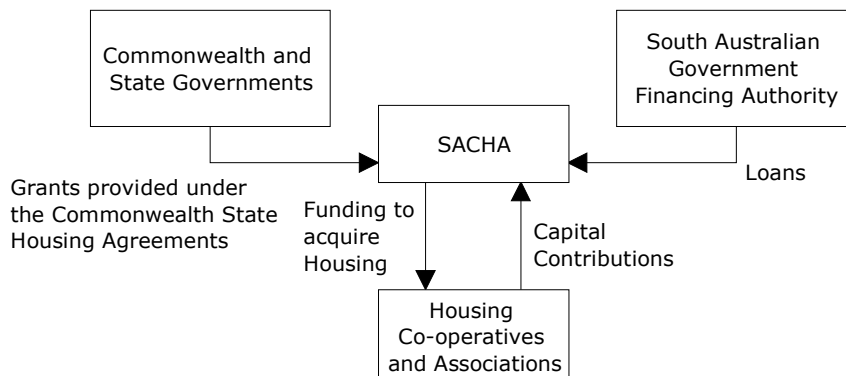 Commonwealth and
State Governments
South Australian
Government
Financing Authority
SACHA
Grants provided under
the Commonwealth State
Housing Agreements
Loans
Funding to
acquire
Housing
Capital
Contributions
Housing
Co-operatives
and Associations